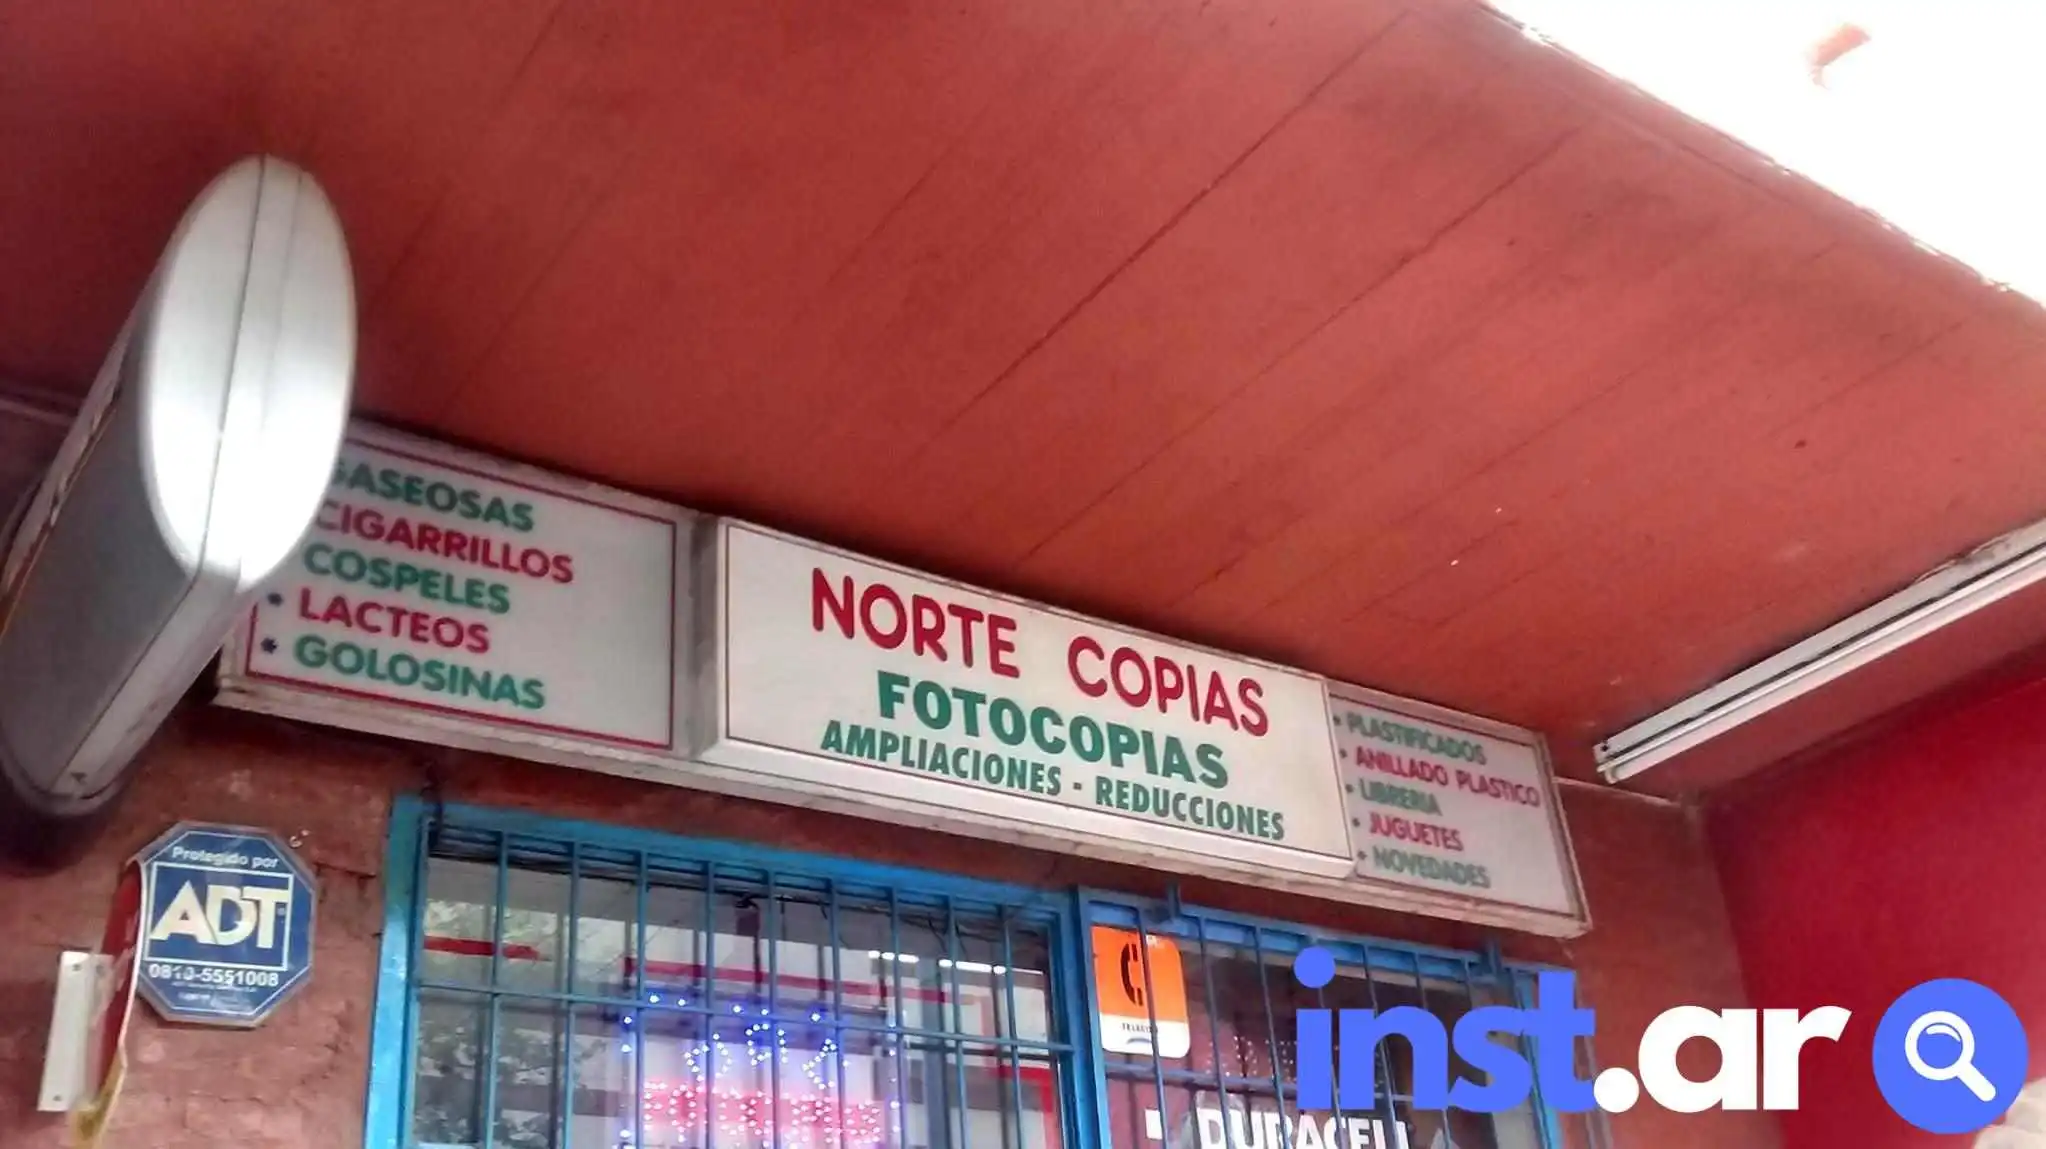 GASEOSAS
CIGARRILLOS
COSPELES
* LACTEOS
* GOLOSINAS
NORTE COPIAS
FOTOCOPIAS
AMPLIACIONES - REDUCCIONES
• PLASTIFICADOS
• ANILLADO PLASTICO
• LIBRERIA
• JUGUETES
• NOVEDADES
Protegido por
ADT
0810-5551008
DURACELL
inst.ar